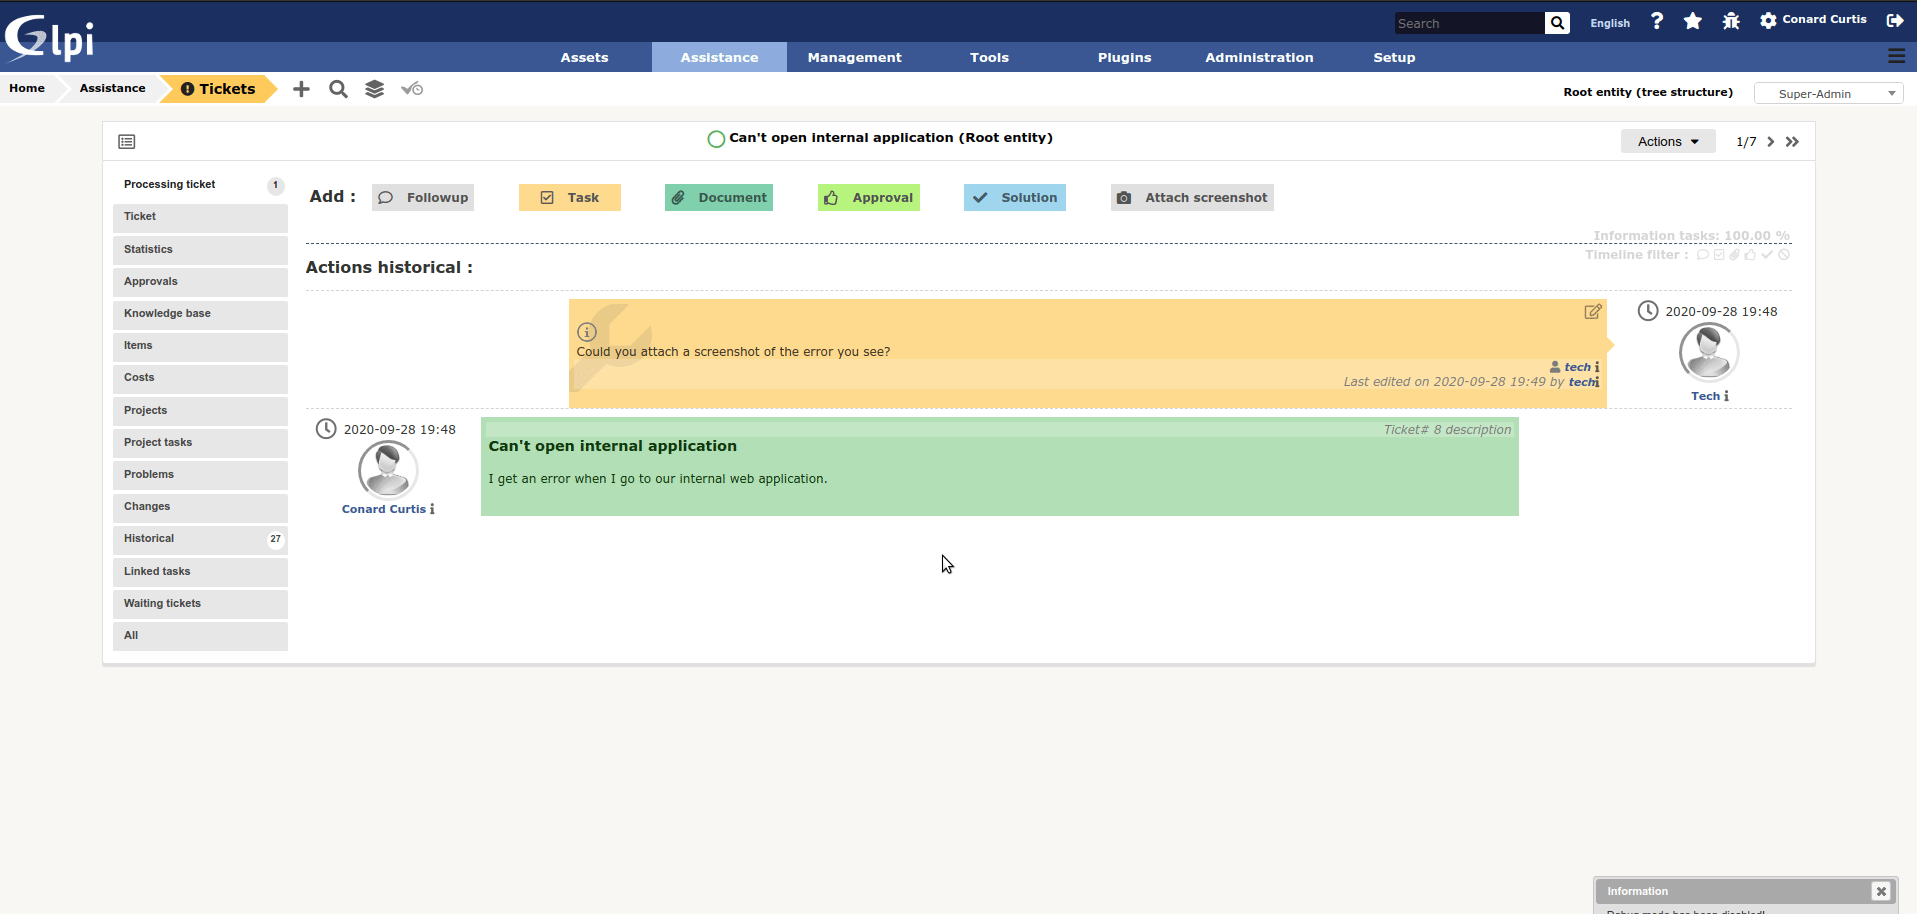 Glpi
Search
English
Conard Curtis
Assets
Assistance
Management
Tools
Plugins
Administration
Setup
Home
Assistance
Tickets
Root entity (tree structure)
Super-Admin
Can't open internal application (Root entity)
Actions
1/7
Processing ticket 1
Ticket
Statistics
Approvals
Knowledge base
Items
Costs
Projects
Project tasks
Problems
Changes
Historical 27
Linked tasks
Waiting tickets
All
Add :
Followup
Task
Document
Approval
Solution
Attach screenshot
Information tasks: 100.00 %
Timeline filter :
Actions historical :
Could you attach a screenshot of the error you see?
tech
Last edited on 2020-09-28 19:49 by tech
2020-09-28 19:48
Tech
2020-09-28 19:48
Conard Curtis
Ticket# 8 description
Can't open internal application
I get an error when I go to our internal web application.
Information
Debug mode has been disabled!